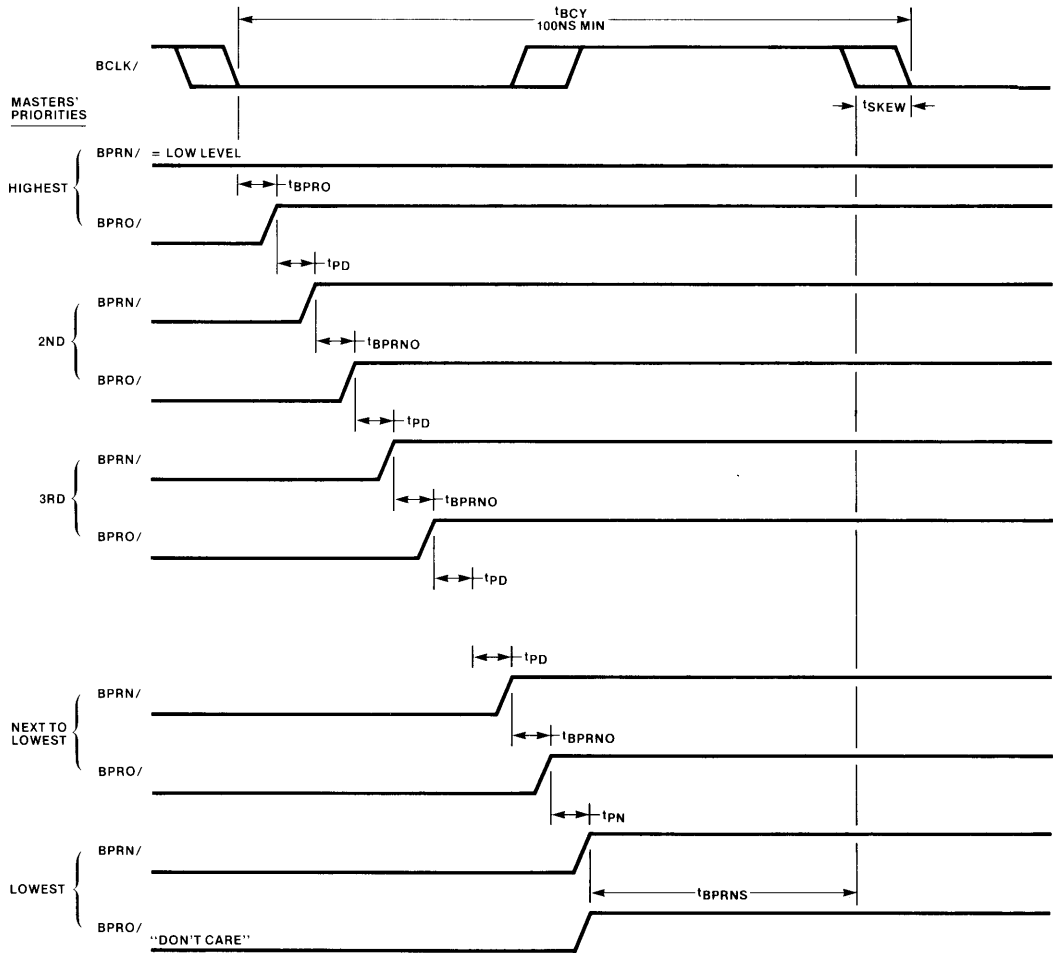 tBCY
100NS MIN
BCLK/
tSKEW
MASTERS'
PRIORITIES
BPRN/ = LOW LEVEL
HIGHEST
tBPRO
BPRO/
tPD
BPRN/
2ND
tBPRNO
BPRO/
tPD
BPRN/
3RD
tBPRNO
BPRO/
tPD
tPD
BPRN/
NEXT TO
LOWEST
tBPRNO
BPRO/
tPN
BPRN/
LOWEST
tBPRNS
BPRO/
"DON'T CARE"